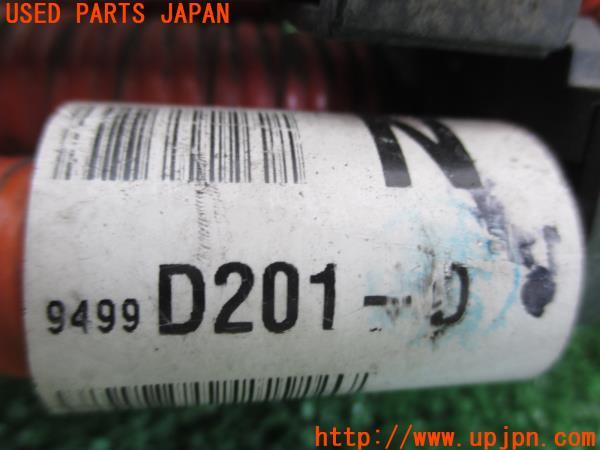 USED PARTS JAPAN
N
9499 D201-
http://www.upjpn.com/